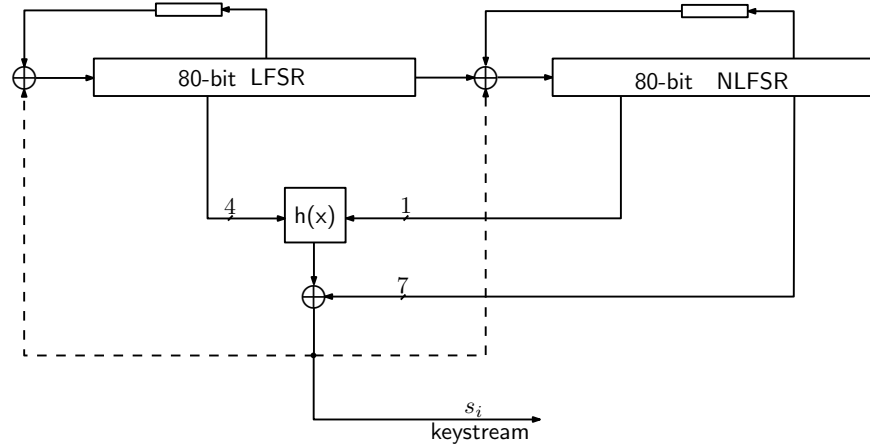 80-bit LFSR
80-bit NLFSR
4
h(x)
1
7
s_i
keystream